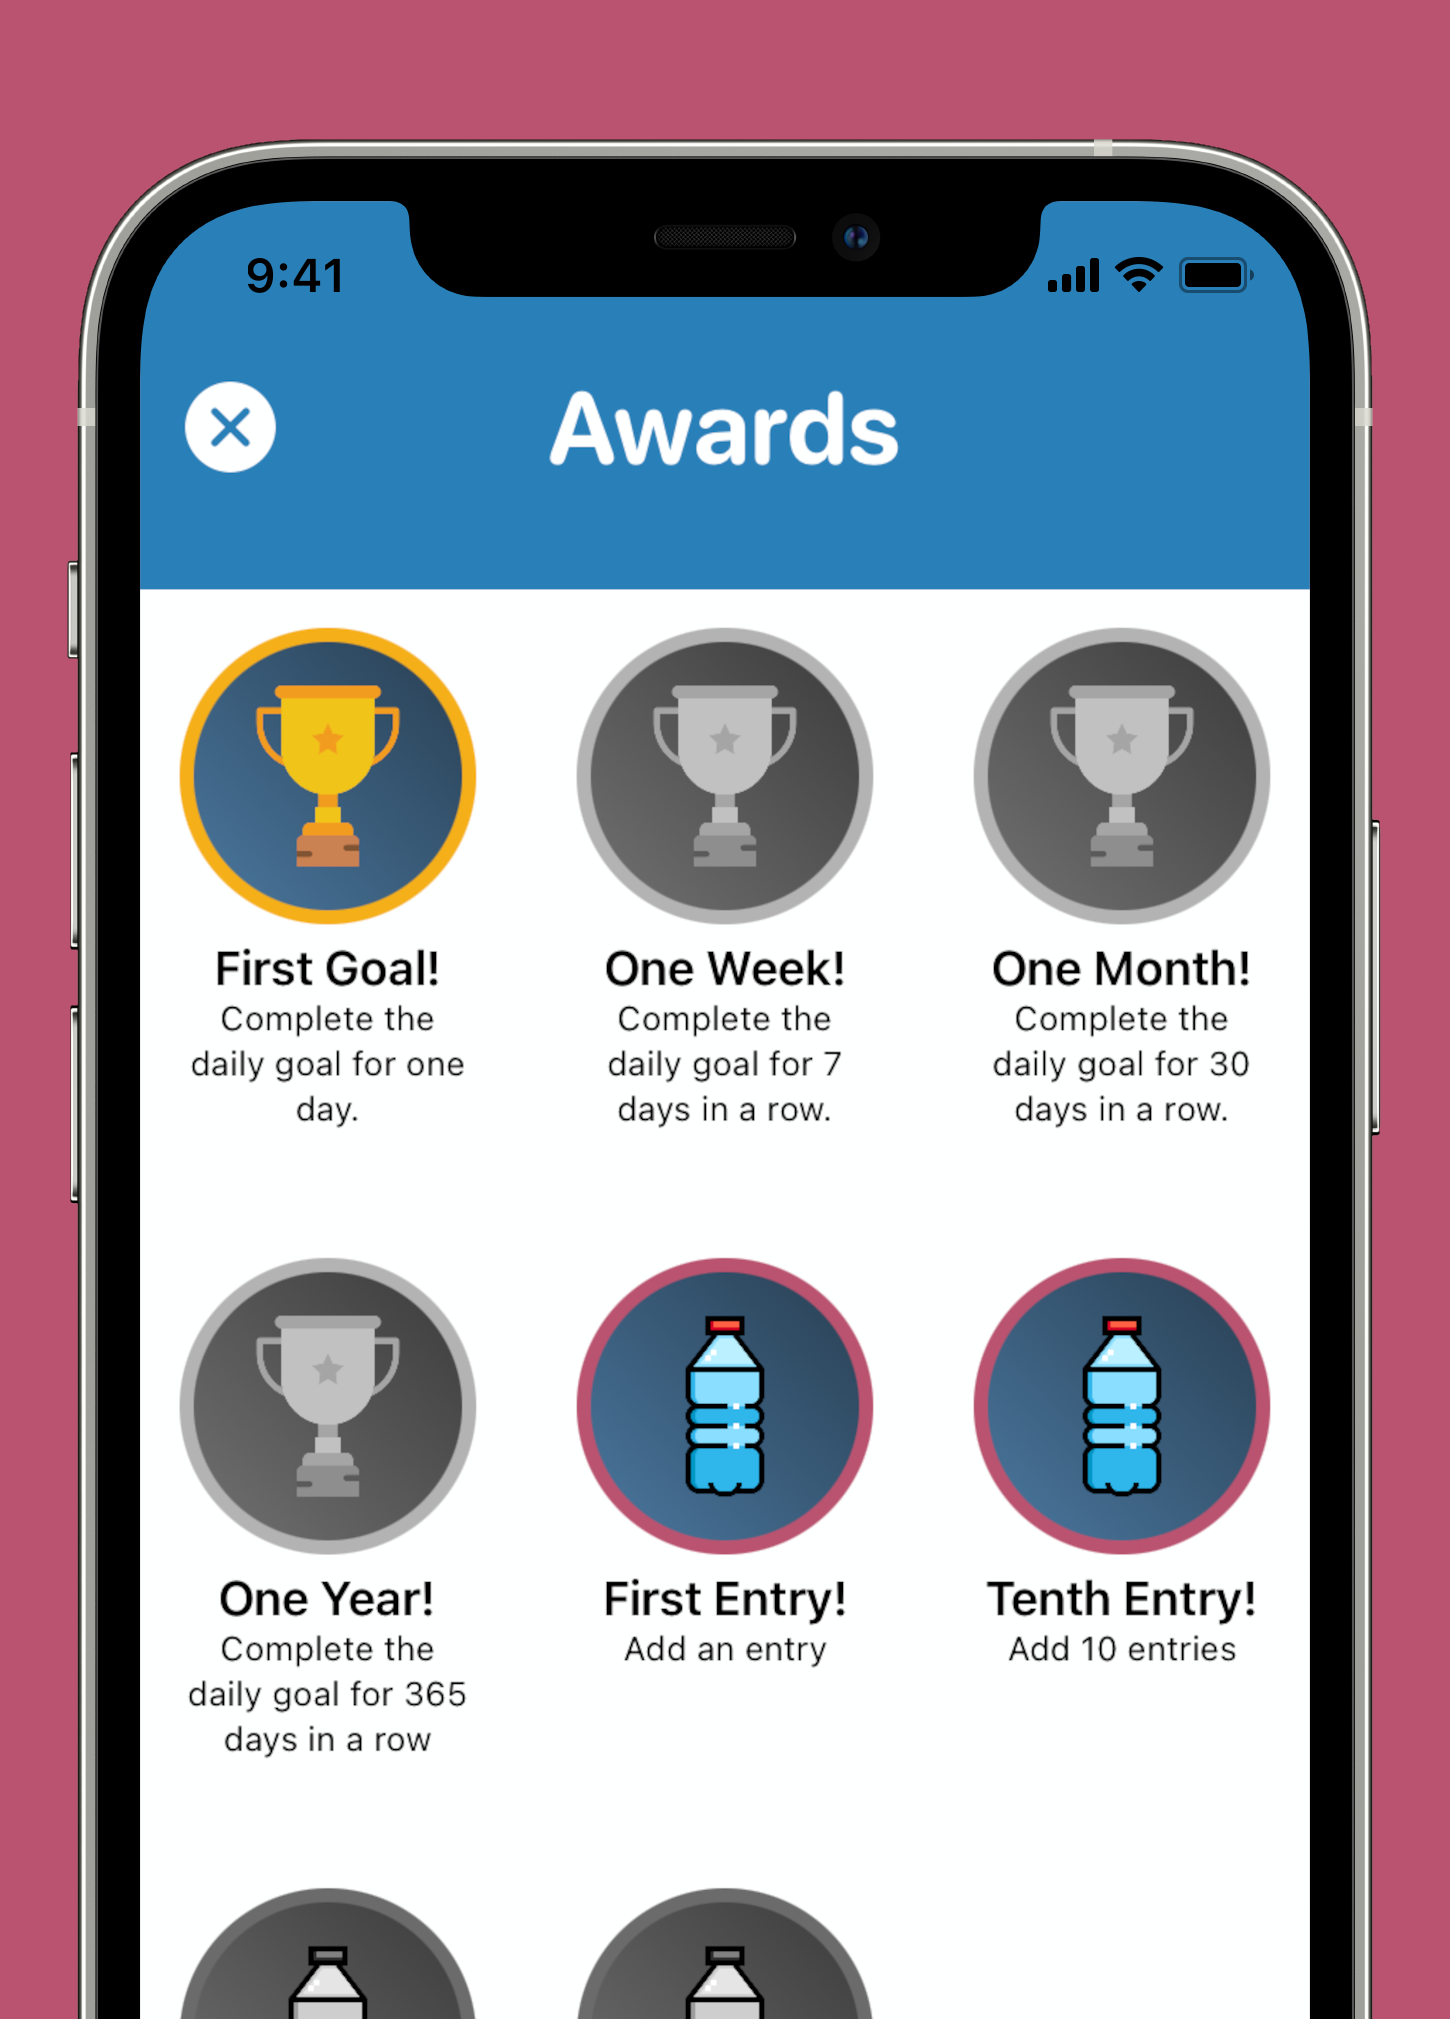 9:41
Awards
First Goal!
Complete the
daily goal for one
day.
One Week!
Complete the
daily goal for 7
days in a row.
One Month!
Complete the
daily goal for 30
days in a row.
One Year!
Complete the
daily goal for 365
days in a row
First Entry!
Add an entry
Tenth Entry!
Add 10 entries